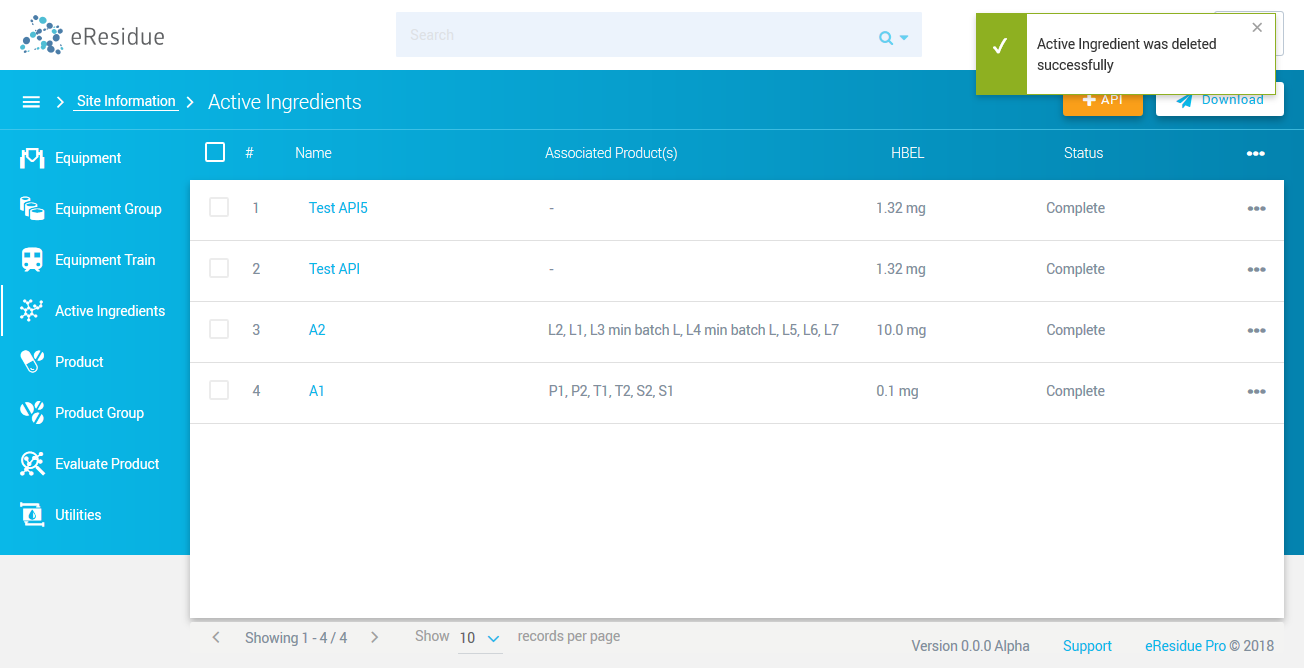 eResidue
Search
Active Ingredient was deleted
successfully
Site Information
Active Ingredients
API
Download
Equipment
Equipment Group
Equipment Train
Active Ingredients
Product
Product Group
Evaluate Product
Utilities
# Name Associated Product(s) HBEL Status
1 Test API5 - 1.32 mg Complete
2 Test API - 1.32 mg Complete
3 A2 L2, L1, L3 min batch L, L4 min batch L, L5, L6, L7 10.0 mg Complete
4 A1 P1, P2, T1, T2, S2, S1 0.1 mg Complete
Showing 1 - 4 / 4 Show 10 records per page
Version 0.0.0 Alpha Support eResidue Pro © 2018